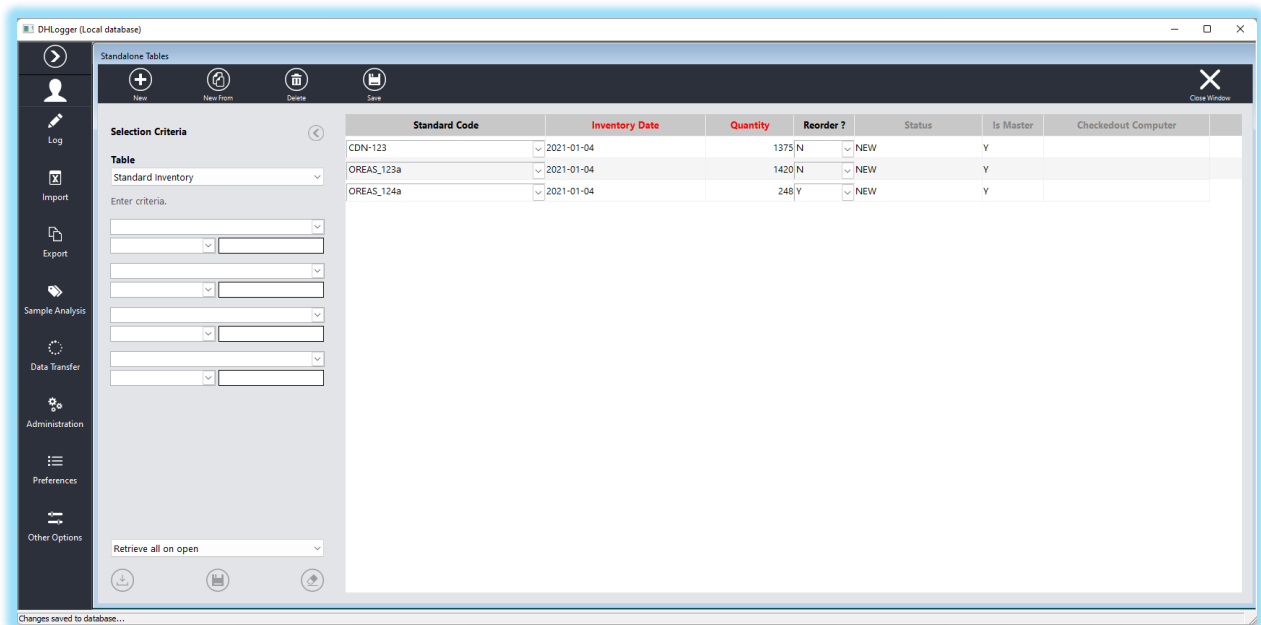 DHLogger (Local database)
Standalone Tables
New
New From
Delete
Save
Close Window
Log
Import
Export
Sample Analysis
Data Transfer
Administration
Preferences
Other Options
Selection Criteria
Table
Standard Inventory
Enter criteria.
Retrieve all on open
Standard Code Inventory Date Quantity Reorder ? Status Is Master Checkedout Computer
CDN-123 2021-01-04 1375 N NEW Y
OREAS_123a 2021-01-04 1420 N NEW Y
OREAS_124a 2021-01-04 248 Y NEW Y
Changes saved to database...